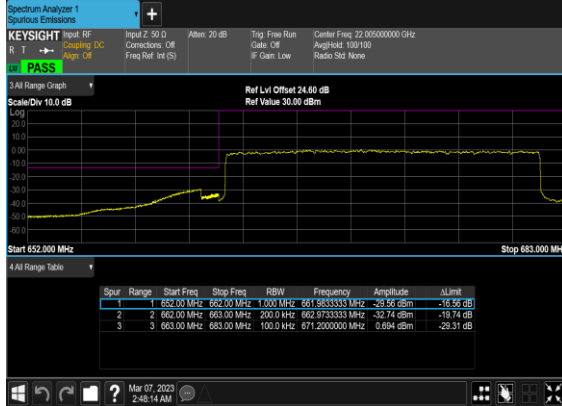 Spectrum Analyzer 1
Spurious Emissions
+
KEYSIGHT
R T
LXI PASS
Input: RF
Coupling: DC
Align: Off
Input Z: 50 Ω
Corrections: Off
Freq Ref: Int (S)
Atten: 20 dB
Trig: Free Run
Gate: Off
IF Gain: Low
Center Freq: 22.005000000 GHz
Avg|Hold: 100/100
Radio Std: None
3 All Range Graph
Ref Lvl Offset 24.60 dB
Scale/Div 10.0 dB
Ref Value 30.00 dBm
Log
20.0
10.0
0.00
-10.0
-20.0
-30.0
-40.0
-50.0
-60.0
Start 652.000 MHz
Stop 683.000 MHz
4 All Range Table
Spur Range Start Freq Stop Freq RBW Frequency Amplitude ΔLimit
1 1 652.00 MHz 662.00 MHz 1.000 MHz 661.9833333 MHz -29.56 dBm -16.56 dB
2 2 662.00 MHz 663.00 MHz 200.0 kHz 662.9733333 MHz -32.74 dBm -19.74 dB
3 3 663.00 MHz 683.00 MHz 100.0 kHz 671.2000000 MHz 0.694 dBm -29.31 dB
?
Mar 07, 2023
2:48:14 AM